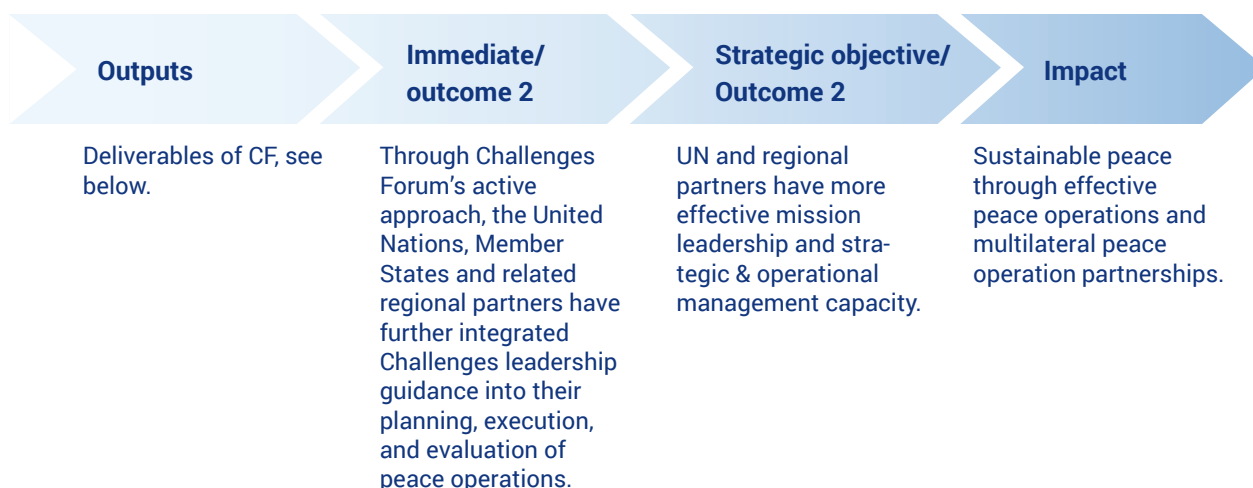 Outputs
Immediate/
outcome 2
Strategic objective/
Outcome 2
Impact
Deliverables of CF, see
below.
Through Challenges
Forum's active
approach, the United
Nations, Member
States and related
regional partners have
further integrated
Challenges leadership
guidance into their
planning, execution,
and evaluation of
peace operations.
UN and regional
partners have more
effective mission
leadership and stra-
tegic & operational
management capacity.
Sustainable peace
through effective
peace operations and
multilateral peace
operation partnerships.